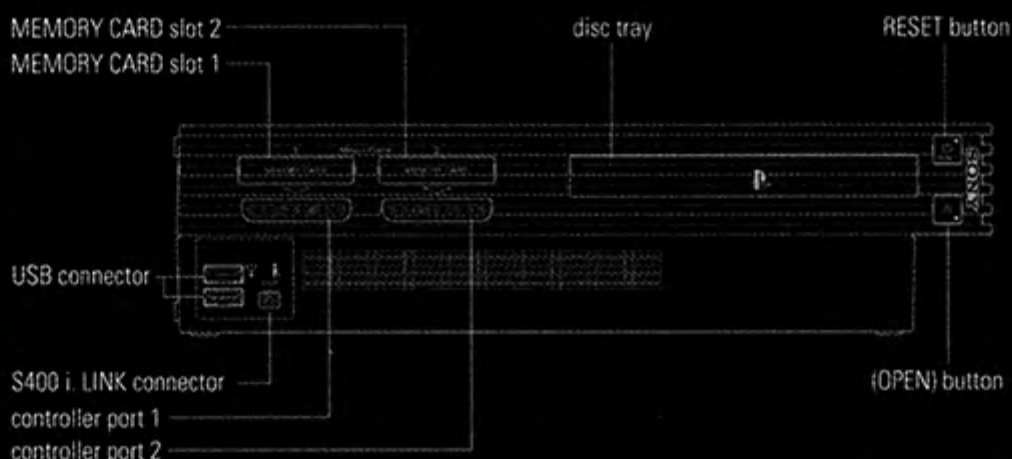 MEMORY CARD slot 2
MEMORY CARD slot 1
disc tray
RESET button
SONY
USB connector
S400 i. LINK connector
controller port 1
controller port 2
(OPEN) button